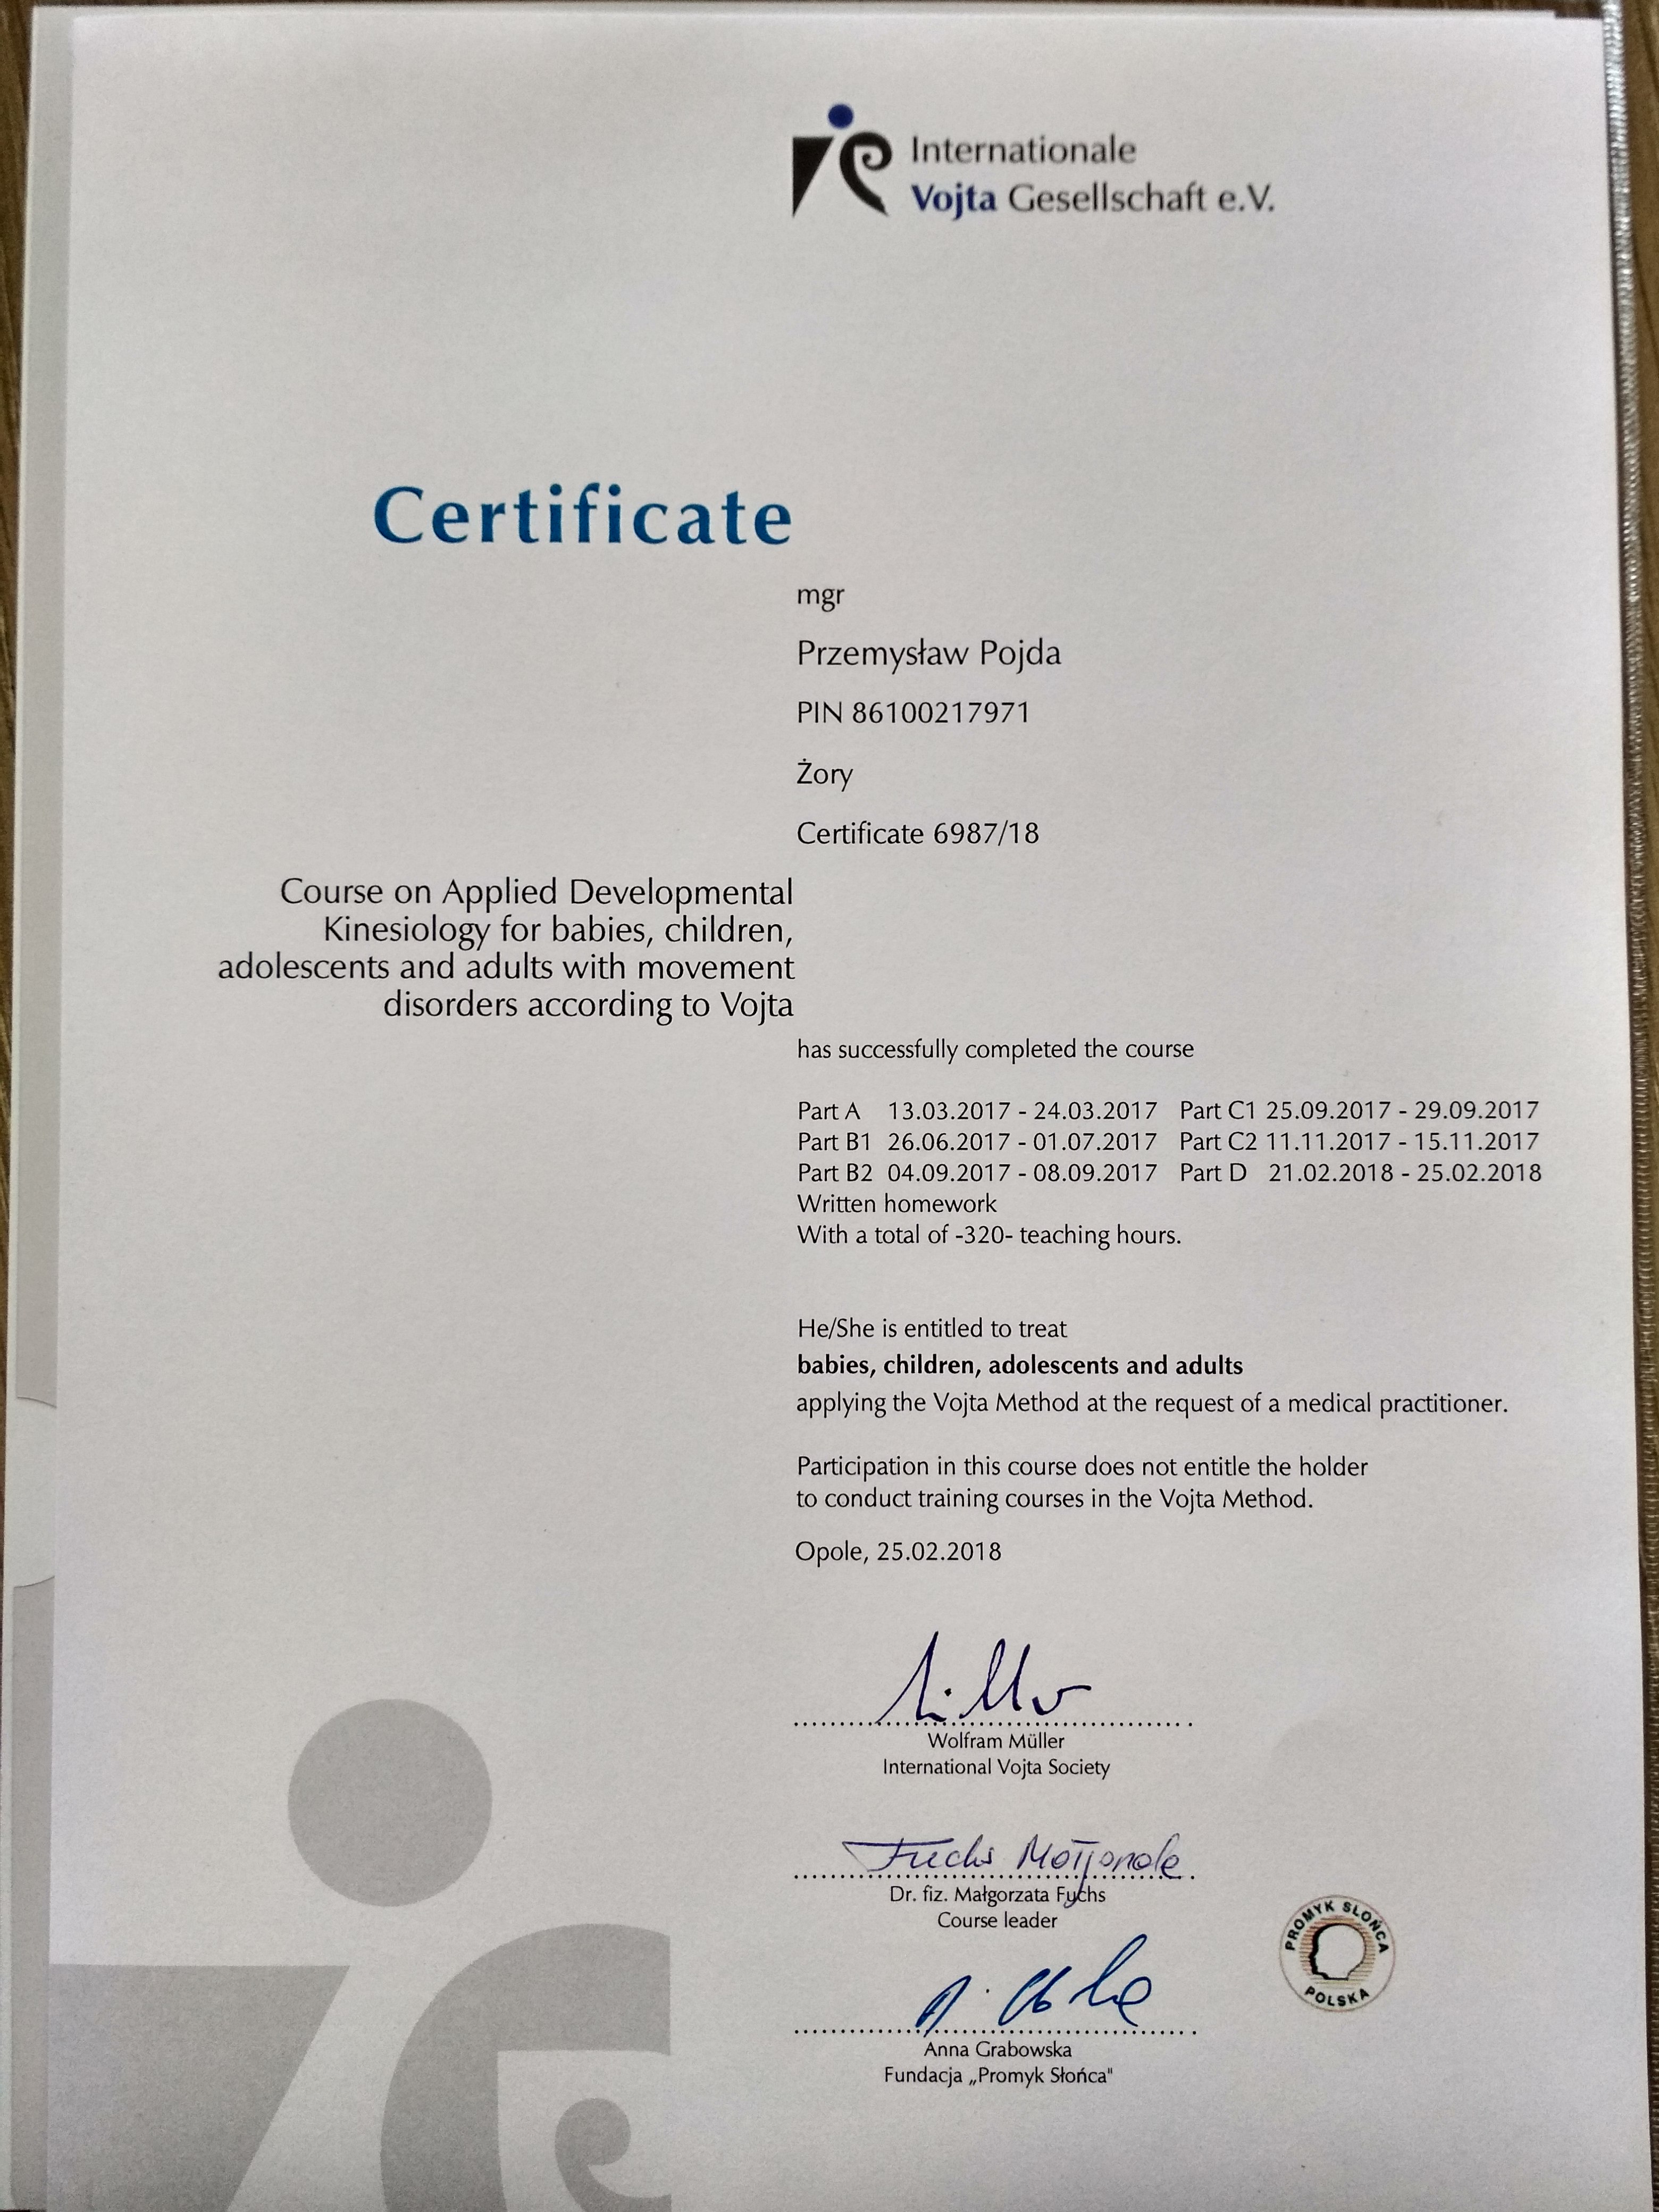 Internationale
Vojta Gesellschaft e.V.
Certificate
mgr
Przemysław Pojda
PIN 86100217971
Żory
Certificate 6987/18
Course on Applied Developmental
Kinesiology for babies, children,
adolescents and adults with movement
disorders according to Vojta
has successfully completed the course
Part A 13.03.2017 - 24.03.2017 Part C1 25.09.2017 - 29.09.2017
Part B1 26.06.2017 - 01.07.2017 Part C2 11.11.2017 - 15.11.2017
Part B2 04.09.2017 - 08.09.2017 Part D 21.02.2018 - 25.02.2018
Written homework
With a total of -320- teaching hours.
He/She is entitled to treat
babies, children, adolescents and adults
applying the Vojta Method at the request of a medical practitioner.
Participation in this course does not entitle the holder
to conduct training courses in the Vojta Method.
Opole, 25.02.2018
Wolfram Müller
International Vojta Society
Fuchs
Dr. fiz. Małgorzata Fuchs
Course leader
PROMYK SŁOŃCA
POLSKA
Anna Grabowska
Fundacja „Promyk Słońca"